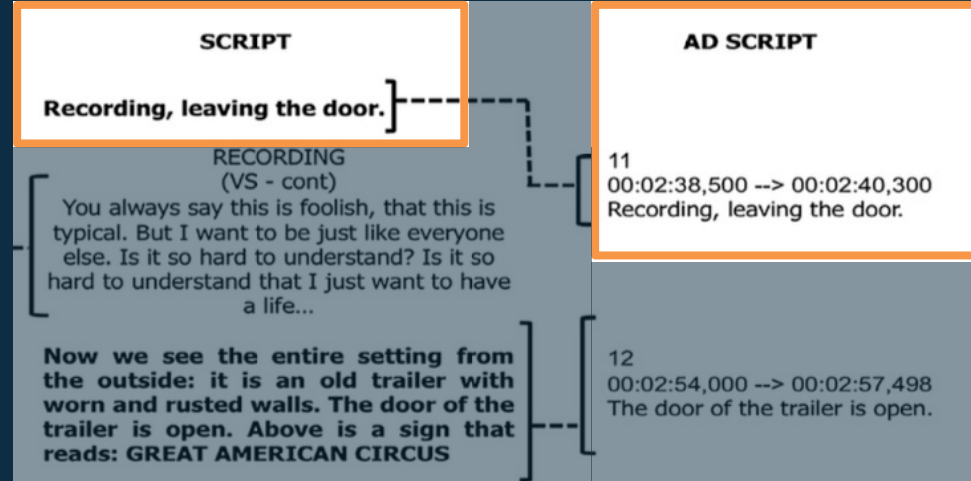 SCRIPT
Recording, leaving the door.
RECORDING
(VS - cont)
You always say this is foolish, that this is
typical. But I want to be just like everyone
else. Is it so hard to understand? Is it so
hard to understand that I just want to have
a life...
Now we see the entire setting from
the outside: it is an old trailer with
worn and rusted walls. The door of the
trailer is open. Above is a sign that
reads: GREAT AMERICAN CIRCUS
AD SCRIPT
11
00:02:38,500 --> 00:02:40,300
Recording, leaving the door.
12
00:02:54,000 --> 00:02:57,498
The door of the trailer is open.